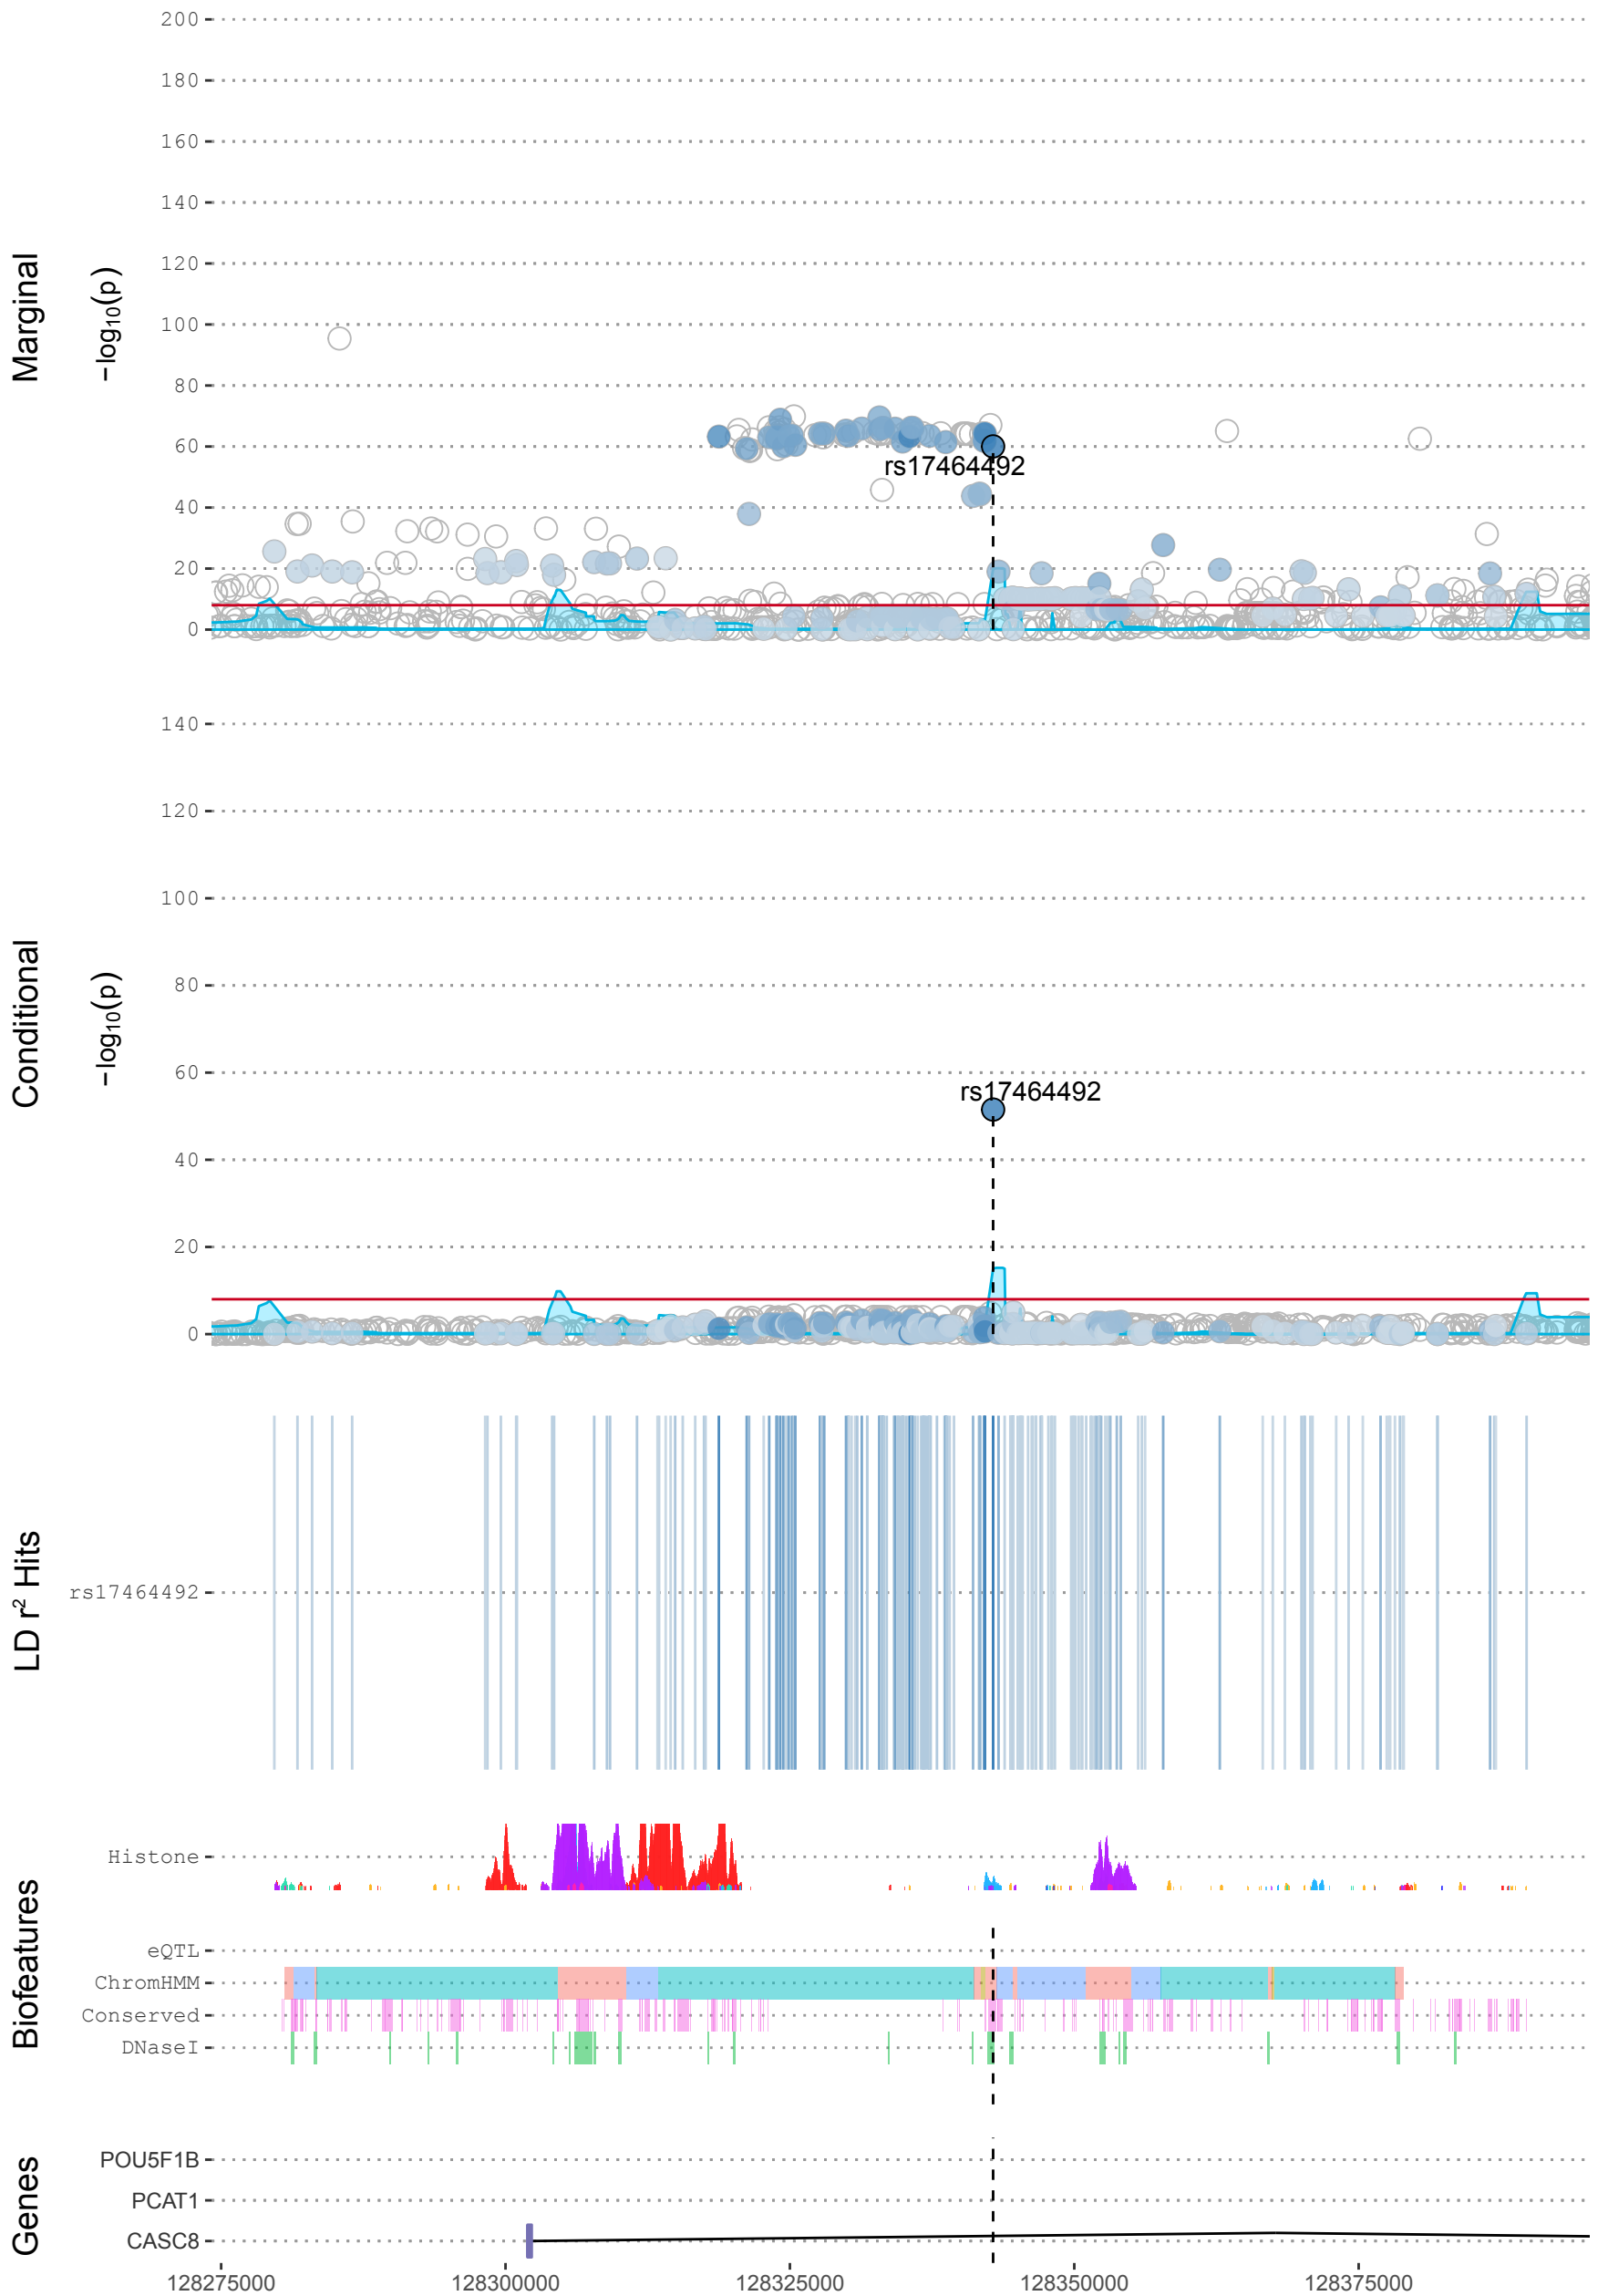 Marginal
−log10(p)
200
180
160
140
120
100
80
60
40
20
0
rs17464492
Conditional
−log10(p)
140
120
100
80
60
40
20
0
rs17464492
LD r² Hits
rs17464492
Biofeatures
Histone
eQTL
ChromHMM
Conserved
DNaseI
Genes
POU5F1B
PCAT1
CASC8
128275000 128300000 128325000 128350000 128375000